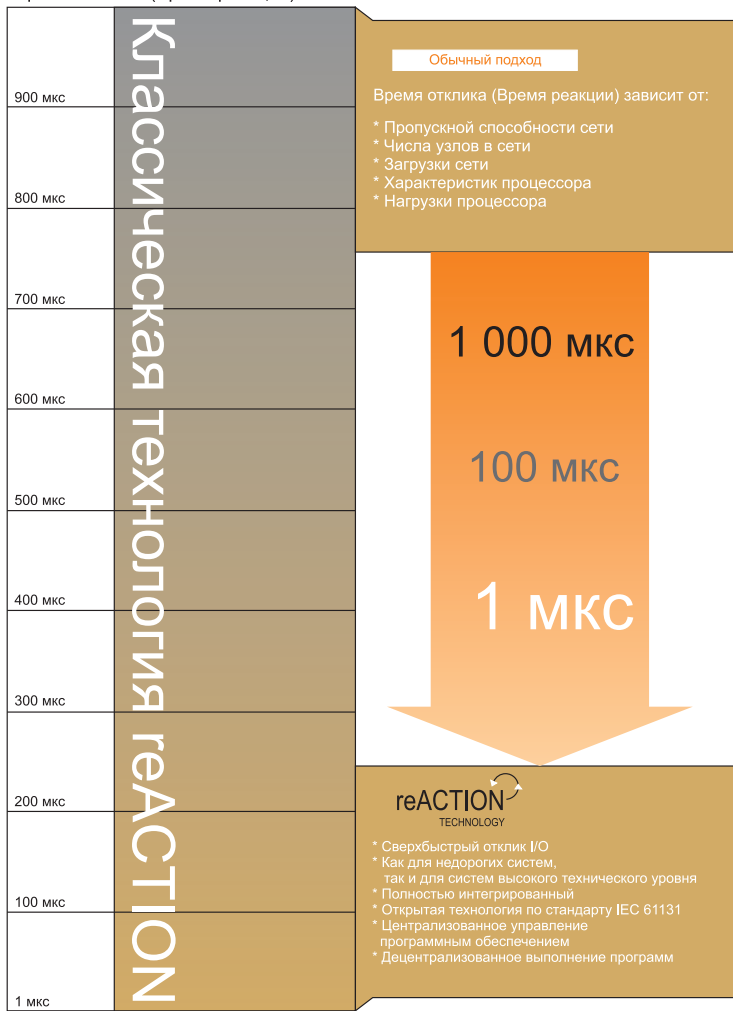 900 мкс
800 мкс
700 мкс
600 мкс
500 мкс
400 мкс
300 мкс
200 мкс
100 мкс
1 мкс
Классическая технология reACTION
Обычный подход
Время отклика (Время реакции) зависит от:
* Пропускной способности сети
* Числа узлов в сети
* Загрузки сети
* Характеристик процессора
* Нагрузки процессора
1 000 мкс
100 мкс
1 мкс
reACTION
TECHNOLOGY
* Сверхбыстрый отклик I/O
* Как для недорогих систем,
так и для систем высокого технического уровня
* Полностью интегрированный
* Открытая технология по стандарту IEC 61131
* Централизованное управление
программным обеспечением
* Децентрализованное выполнение программ